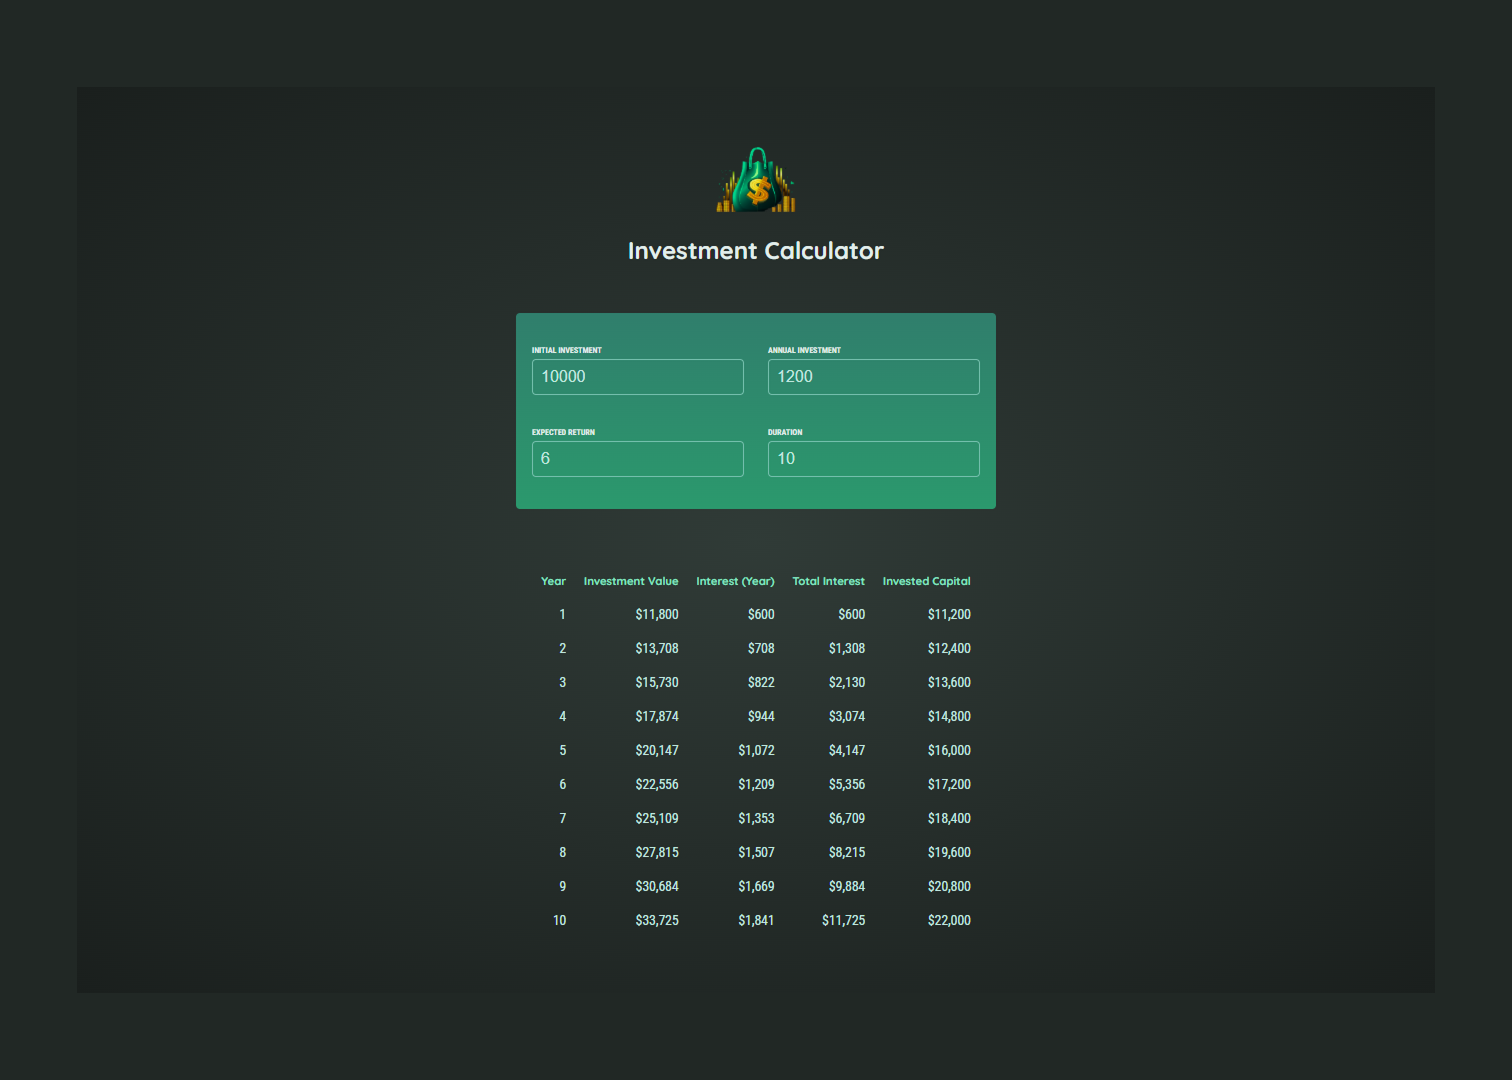 $
Investment Calculator
INITIAL INVESTMENT ANNUAL INVESTMENT
10000 1200
EXPECTED RETURN DURATION
6 10
Year Investment Value Interest (Year) Total Interest Invested Capital
1 $11,800 $600 $600 $11,200
2 $13,708 $708 $1,308 $12,400
3 $15,730 $822 $2,130 $13,600
4 $17,874 $944 $3,074 $14,800
5 $20,147 $1,072 $4,147 $16,000
6 $22,556 $1,209 $5,356 $17,200
7 $25,109 $1,353 $6,709 $18,400
8 $27,815 $1,507 $8,215 $19,600
9 $30,684 $1,669 $9,884 $20,800
10 $33,725 $1,841 $11,725 $22,000